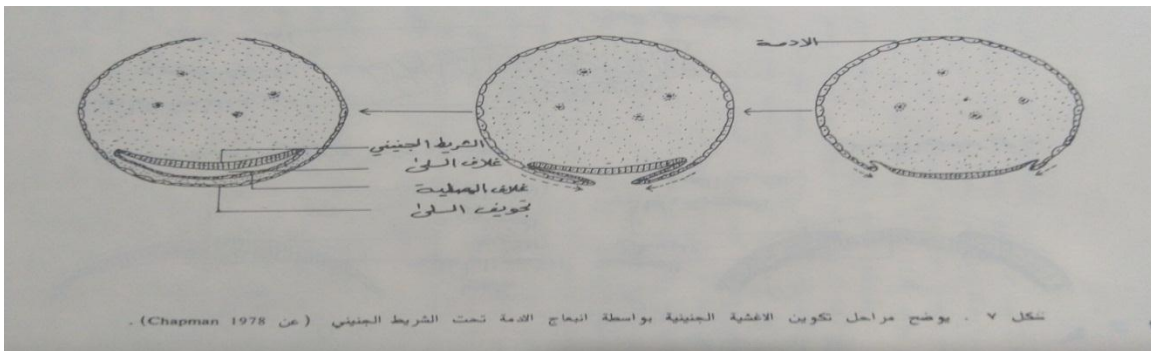 الادمة
الشريط الجنيني
غلاف السلى
غلاف المصلية
تجويف السلى
شكل ٧ . يوضح مراحل تكوين الاغشية الجنينية بواسطة انبعاج الادمة تحت الشريط الجنيني (عن Chapman 1978) .